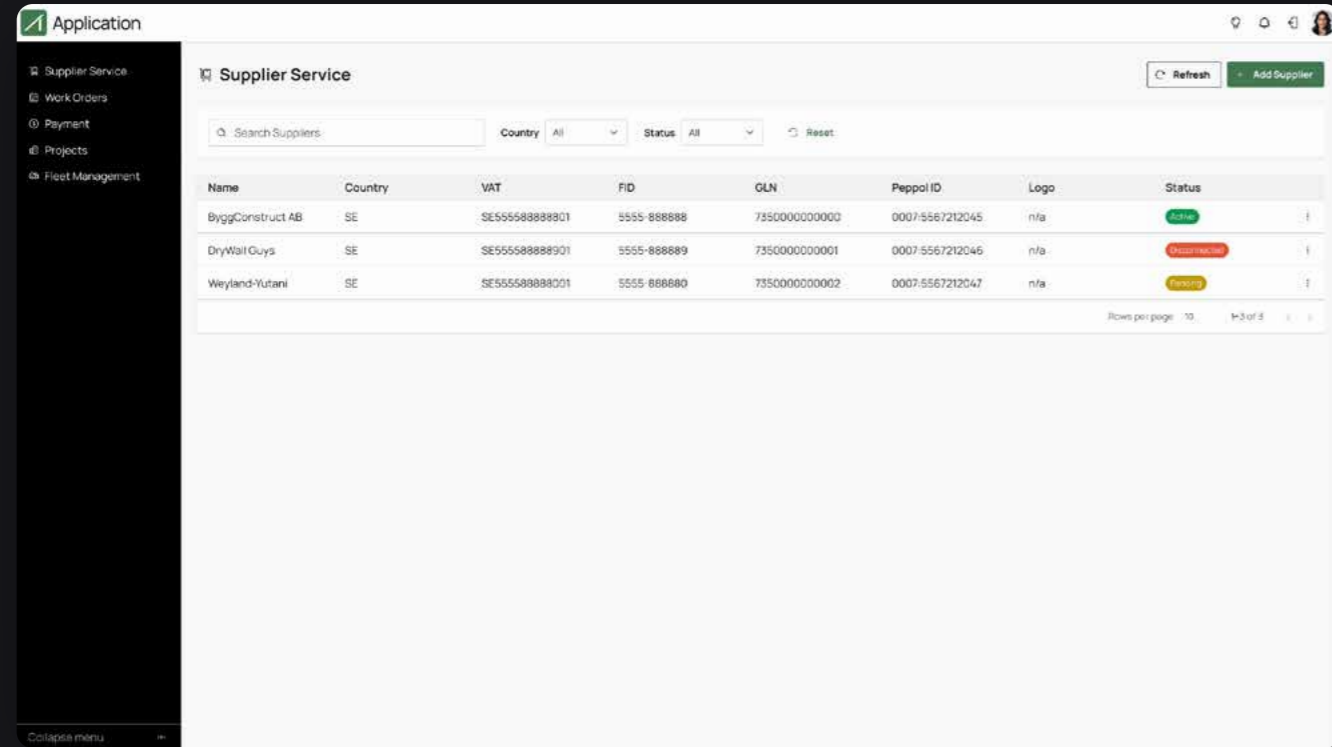 Application
Supplier Service
Work Orders
Payment
Projects
Fleet Management
Collapse menu
Supplier Service
Refresh
+ Add Supplier
Search Suppliers
Country All
Status All
Reset
Name Country VAT FID GLN Peppol ID Logo Status
ByggConstruct AB SE SE555588888801 5555-888888 7350000000000 0007:5567212045 n/a Active
DryWall Guys SE SE555588888901 5555-888889 7350000000001 0007:5567212046 n/a Disconnected
Weyland-Yutani SE SE555588888001 5555-888880 7350000000002 0007:5567212047 n/a Pending
Rows per page 10 1-3 of 3